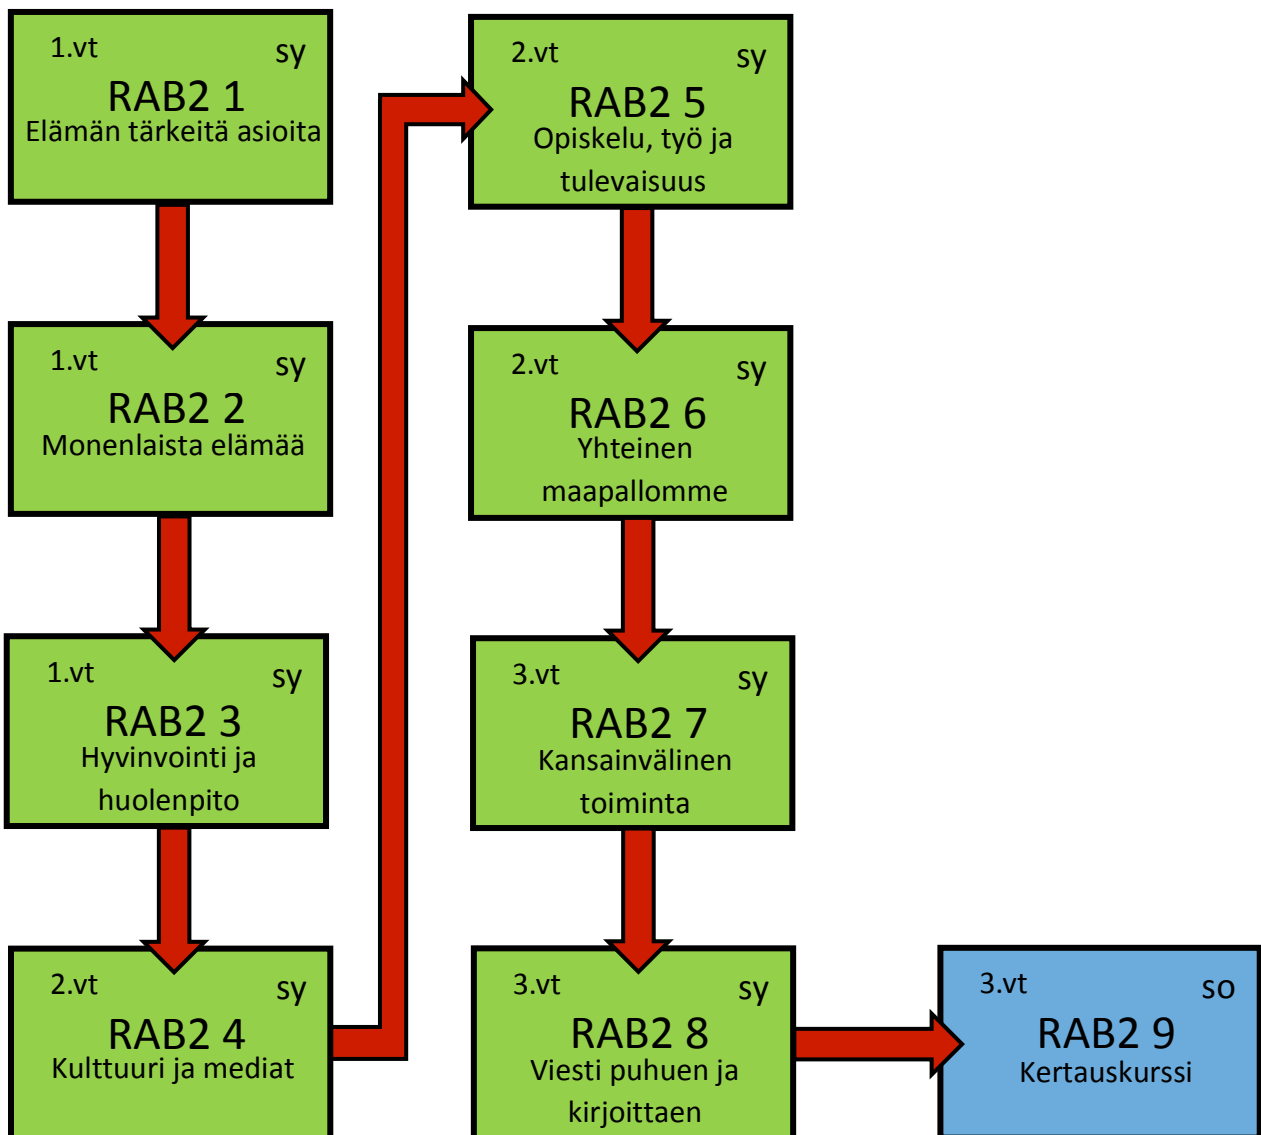 1.vt sy
RAB2 1
Elämän tärkeitä asioita
1.vt sy
RAB2 2
Monenlaista elämää
1.vt sy
RAB2 3
Hyvinvointi ja
huolenpito
2.vt sy
RAB2 4
Kulttuuri ja mediat
2.vt sy
RAB2 5
Opiskelu, työ ja
tulevaisuus
2.vt sy
RAB2 6
Yhteinen
maapallomme
3.vt sy
RAB2 7
Kansainvälinen
toiminta
3.vt sy
RAB2 8
Viesti puhuen ja
kirjoittaen
3.vt so
RAB2 9
Kertauskurssi